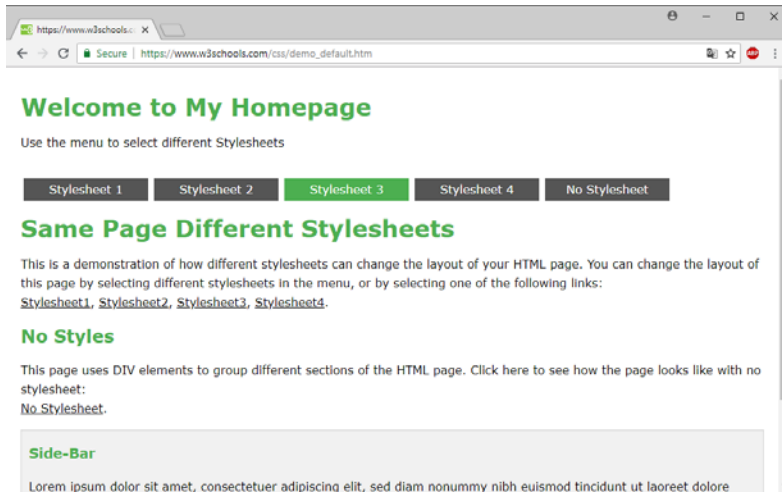 https://www.w3schools.c
Secure | https://www.w3schools.com/css/demo_default.htm
ABP
Welcome to My Homepage
Use the menu to select different Stylesheets
Stylesheet 1 Stylesheet 2 Stylesheet 3 Stylesheet 4 No Stylesheet
Same Page Different Stylesheets
This is a demonstration of how different stylesheets can change the layout of your HTML page. You can change the layout of
this page by selecting different stylesheets in the menu, or by selecting one of the following links:
Stylesheet1, Stylesheet2, Stylesheet3, Stylesheet4.
No Styles
This page uses DIV elements to group different sections of the HTML page. Click here to see how the page looks like with no
stylesheet:
No Stylesheet.
Side-Bar
Lorem ipsum dolor sit amet, consectetuer adipiscing elit, sed diam nonummy nibh euismod tincidunt ut laoreet dolore